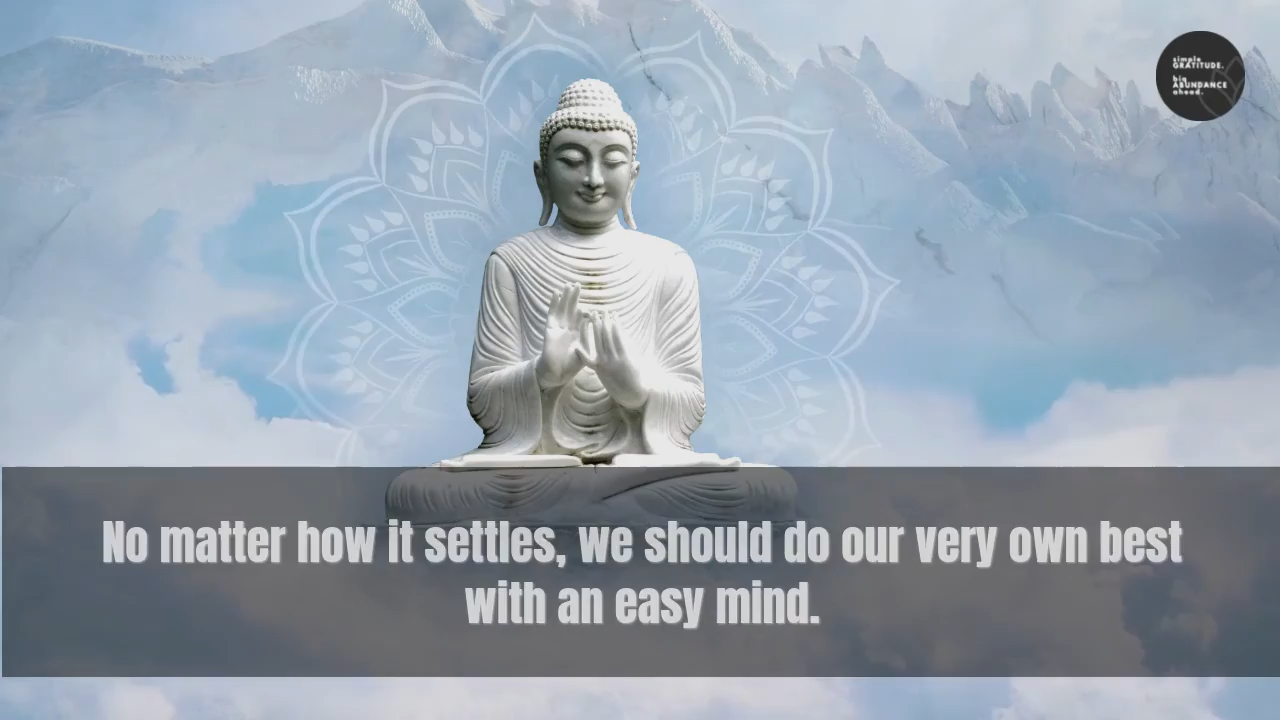 simple
GRATITUDE.
big
ABUNDANCE
ahead.
No matter how it settles, we should do our very own best
with an easy mind.